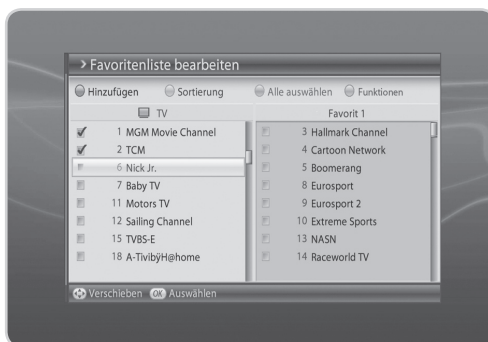 > Favoritenliste bearbeiten
Hinzufügen Sortierung Alle auswählen Funktionen
TV
1 MGM Movie Channel
2 TCM
6 Nick Jr.
7 Baby TV
11 Motors TV
12 Sailing Channel
15 TVBS-E
18 A-TivibÿH@home
Favorit 1
3 Hallmark Channel
4 Cartoon Network
5 Boomerang
8 Eurosport
9 Eurosport 2
10 Extreme Sports
13 NASN
14 Raceworld TV
Verschieben OK Auswählen